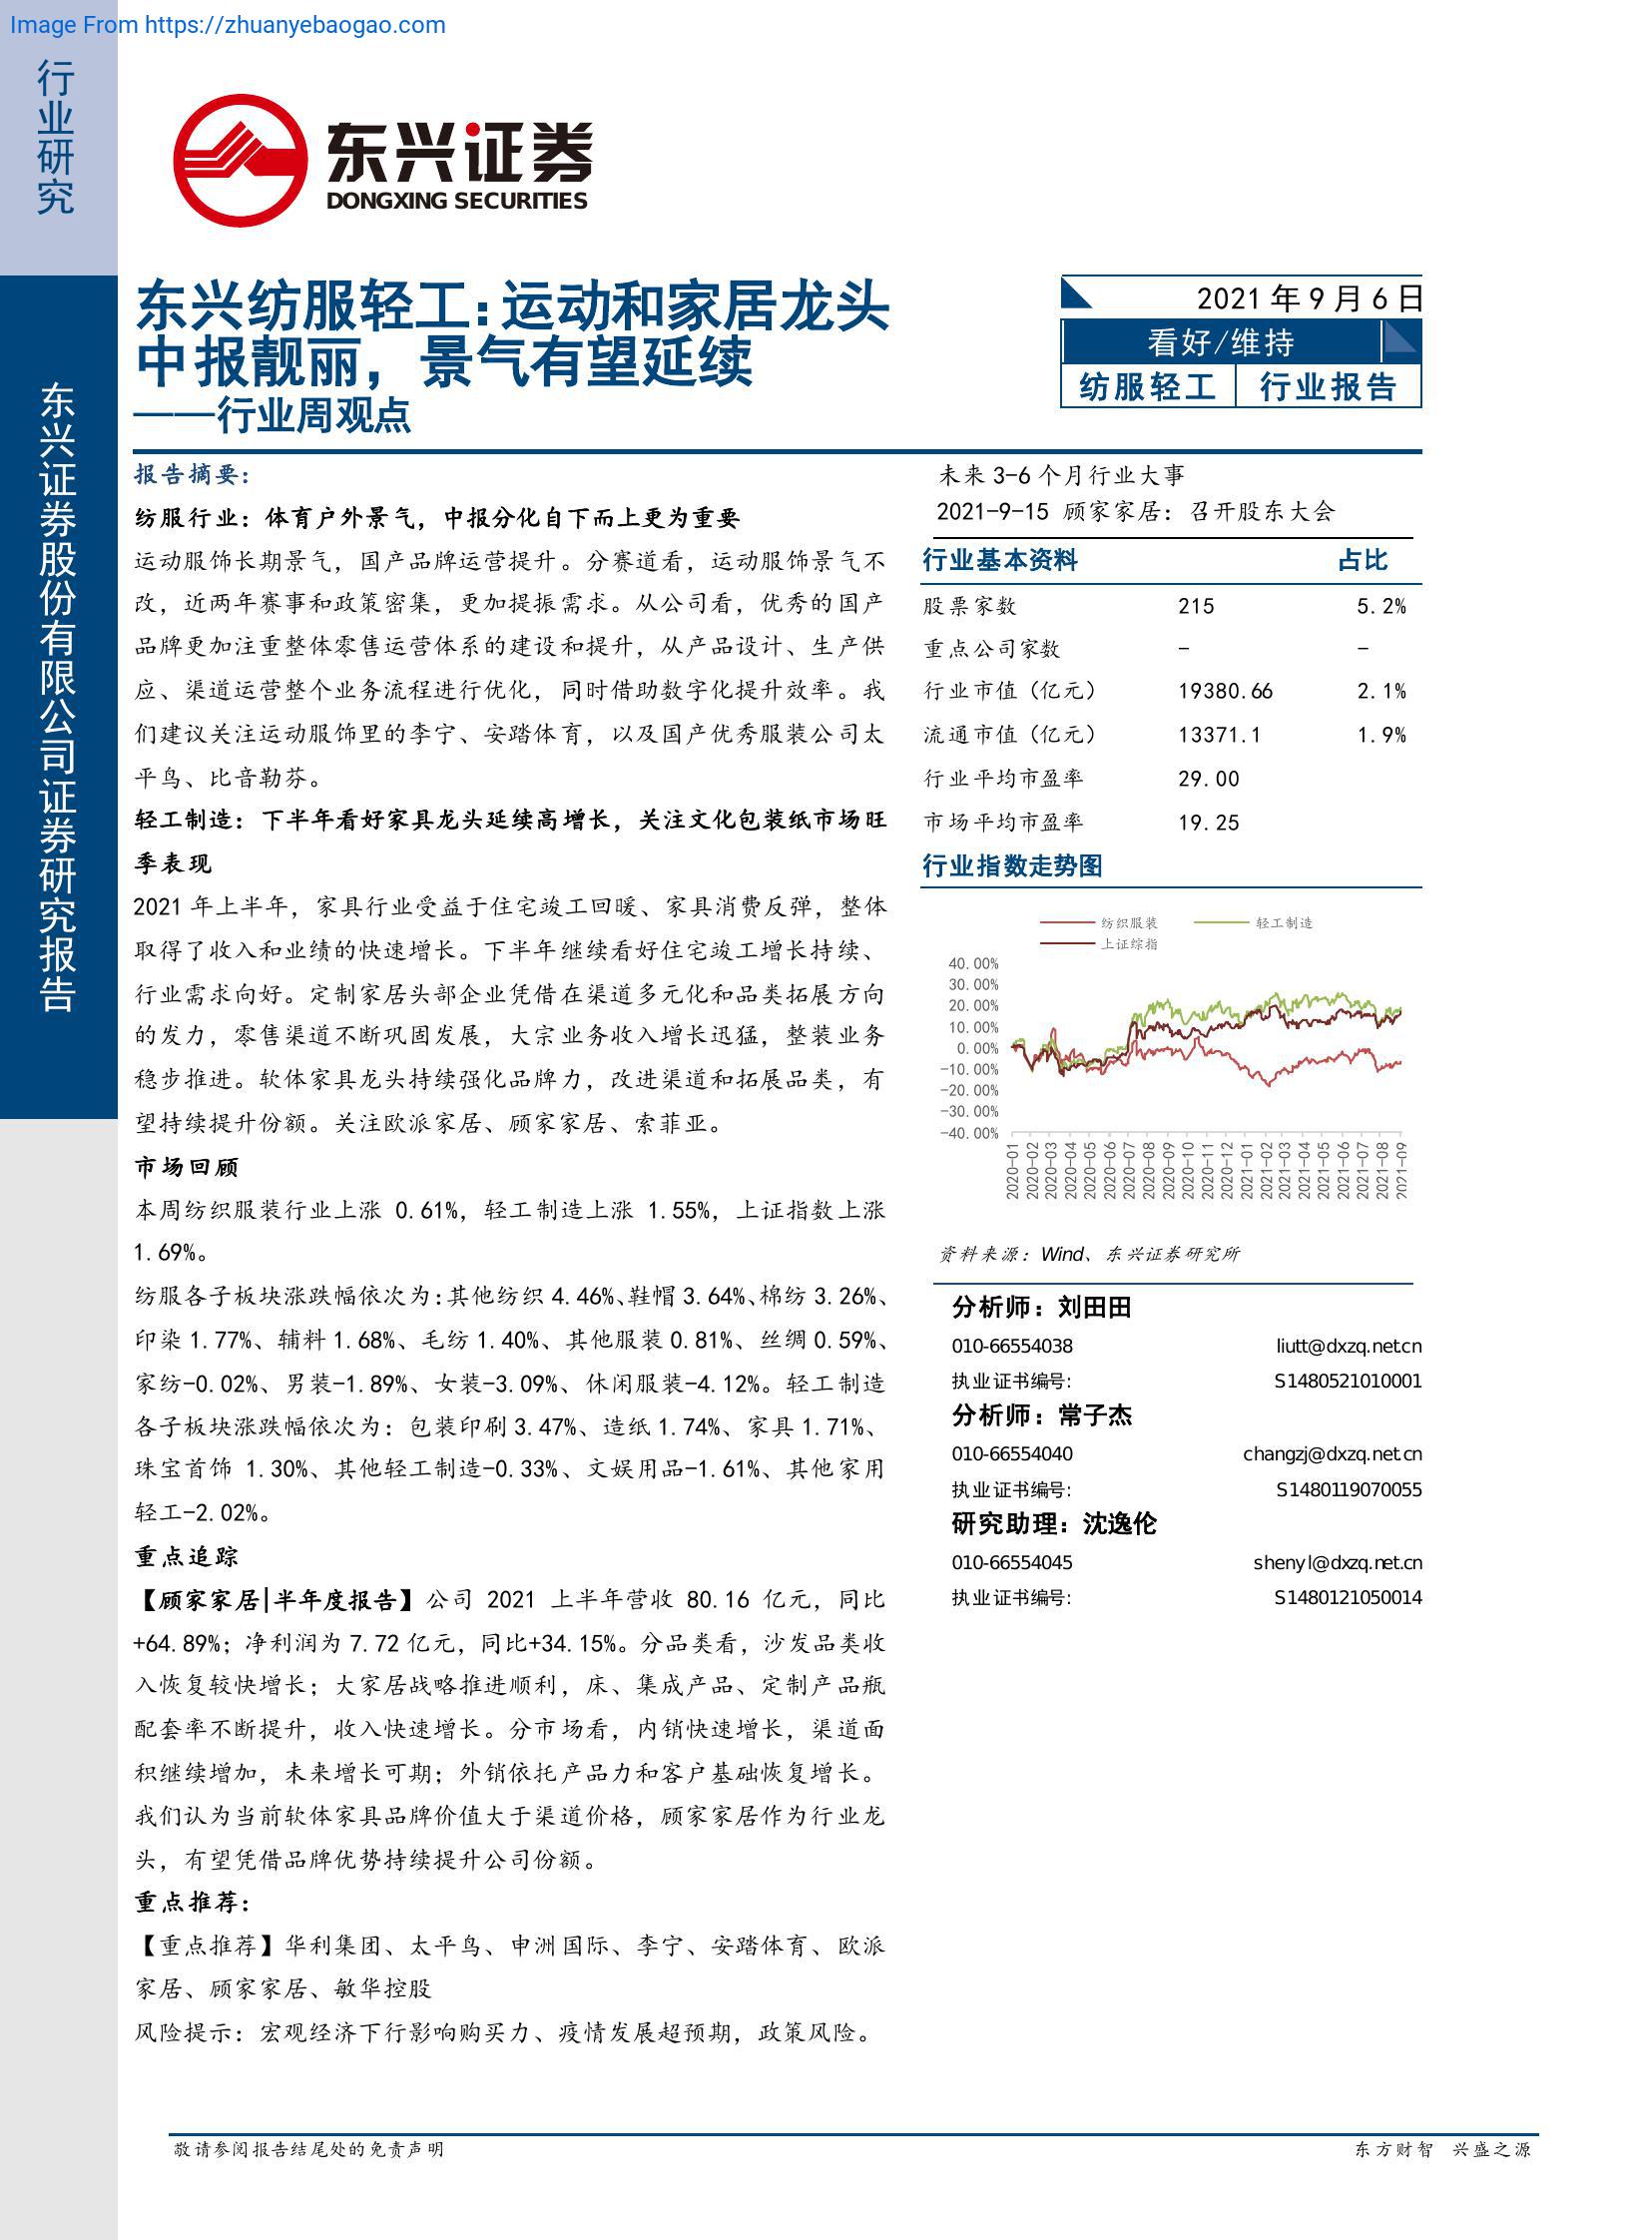 Image From https://zhuanyebaogao.com
行业研究
东兴证券
DONGXING SECURITIES
东兴证券股份有限公司证券研究报告
东兴纺服轻工:运动和家居龙头
中报靓丽，景气有望延续
——行业周观点
2021 年 9 月 6 日
看好/维持
纺服轻工 行业报告
报告摘要：
纺服行业：体育户外景气，中报分化自下而上更为重要
运动服饰长期景气，国产品牌运营提升。分赛道看，运动服饰景气不
改，近两年赛事和政策密集，更加提振需求。从公司看，优秀的国产
品牌更加注重整体零售运营体系的建设和提升，从产品设计、生产供
应、渠道运营整个业务流程进行优化，同时借助数字化提升效率。我
们建议关注运动服饰里的李宁、安踏体育，以及国产优秀服装公司太
平鸟、比音勒芬。
轻工制造：下半年看好家具龙头延续高增长，关注文化包装纸市场旺
季表现
2021 年上半年，家具行业受益于住宅竣工回暖、家具消费反弹，整体
取得了收入和业绩的快速增长。下半年继续看好住宅竣工增长持续、
行业需求向好。定制家居头部企业凭借在渠道多元化和品类拓展方向
的发力，零售渠道不断巩固发展，大宗业务收入增长迅猛，整装业务
稳步推进。软体家具龙头持续强化品牌力，改进渠道和拓展品类，有
望持续提升份额。关注欧派家居、顾家家居、索菲亚。
市场回顾
本周纺织服装行业上涨 0.61%，轻工制造上涨 1.55%，上证指数上涨
1.69%。
纺服各子板块涨跌幅依次为:其他纺织 4.46%、鞋帽 3.64%、棉纺 3.26%、
印染 1.77%、辅料 1.68%、毛纺 1.40%、其他服装 0.81%、丝绸 0.59%、
家纺-0.02%、男装-1.89%、女装-3.09%、休闲服装-4.12%。轻工制造
各子板块涨跌幅依次为：包装印刷 3.47%、造纸 1.74%、家具 1.71%、
珠宝首饰 1.30%、其他轻工制造-0.33%、文娱用品-1.61%、其他家用
轻工-2.02%。
重点追踪
【顾家家居|半年度报告】公司 2021 上半年营收 80.16 亿元，同比
+64.89%；净利润为 7.72 亿元，同比+34.15%。分品类看，沙发品类收
入恢复较快增长；大家居战略推进顺利，床、集成产品、定制产品瓶
配套率不断提升，收入快速增长。分市场看，内销快速增长，渠道面
积继续增加，未来增长可期；外销依托产品力和客户基础恢复增长。
我们认为当前软体家具品牌价值大于渠道价格，顾家家居作为行业龙
头，有望凭借品牌优势持续提升公司份额。
重点推荐：
【重点推荐】华利集团、太平鸟、申洲国际、李宁、安踏体育、欧派
家居、顾家家居、敏华控股
风险提示：宏观经济下行影响购买力、疫情发展超预期，政策风险。
未来 3-6 个月行业大事
2021-9-15 顾家家居：召开股东大会
行业基本资料 占比
股票家数 215 5.2%
重点公司家数 - -
行业市值（亿元） 19380.66 2.1%
流通市值（亿元） 13371.1 1.9%
行业平均市盈率 29.00
市场平均市盈率 19.25
行业指数走势图
纺织服装 轻工制造
上证综指
40.00%
30.00%
20.00%
10.00%
0.00%
-10.00%
-20.00%
-30.00%
-40.00%
2020-01 2020-02 2020-03 2020-04 2020-05 2020-06 2020-07 2020-08 2020-09 2020-10 2020-11 2020-12 2021-01 2021-02 2021-03 2021-04 2021-05 2021-06 2021-07 2021-08 2021-09
资料来源：Wind、东兴证券研究所
分析师：刘田田
010-66554038 liutt@dxzq.net.cn
执业证书编号: S1480521010001
分析师：常子杰
010-66554040 changzj@dxzq.net.cn
执业证书编号: S1480119070055
研究助理：沈逸伦
010-66554045 shenyl@dxzq.net.cn
执业证书编号: S1480121050014
敬请参阅报告结尾处的免责声明
东方财智 兴盛之源